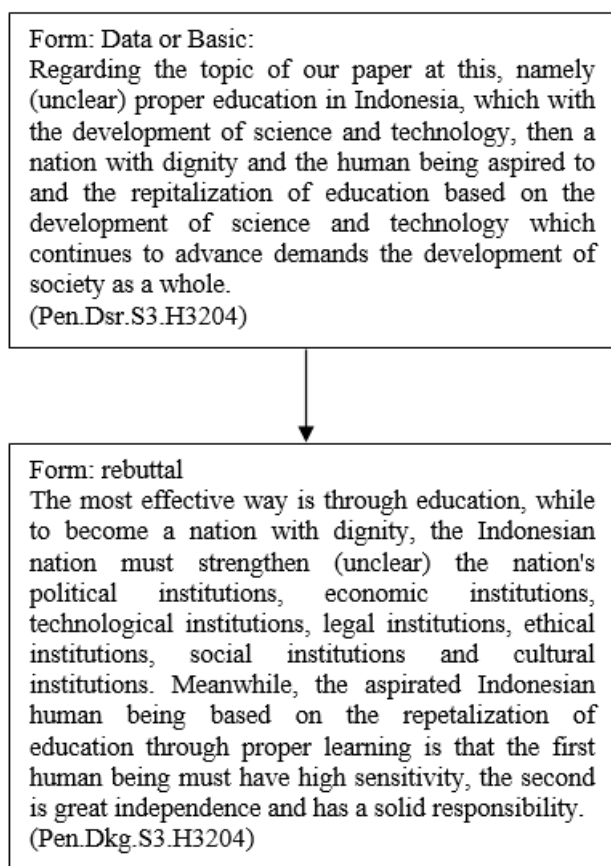 Form: Data or Basic:
Regarding the topic of our paper at this, namely
(unclear) proper education in Indonesia, which with
the development of science and technology, then a
nation with dignity and the human being aspired to
and the repitalization of education based on the
development of science and technology which
continues to advance demands the development of
society as a whole.
(Pen.Dsr.S3.H3204)
Form: rebuttal
The most effective way is through education, while
to become a nation with dignity, the Indonesian
nation must strengthen (unclear) the nation's
political institutions, economic institutions,
technological institutions, legal institutions, ethical
institutions, social institutions and cultural
institutions. Meanwhile, the aspirated Indonesian
human being based on the repetalization of
education through proper learning is that the first
human being must have high sensitivity, the second
is great independence and has a solid responsibility.
(Pen.Dkg.S3.H3204)